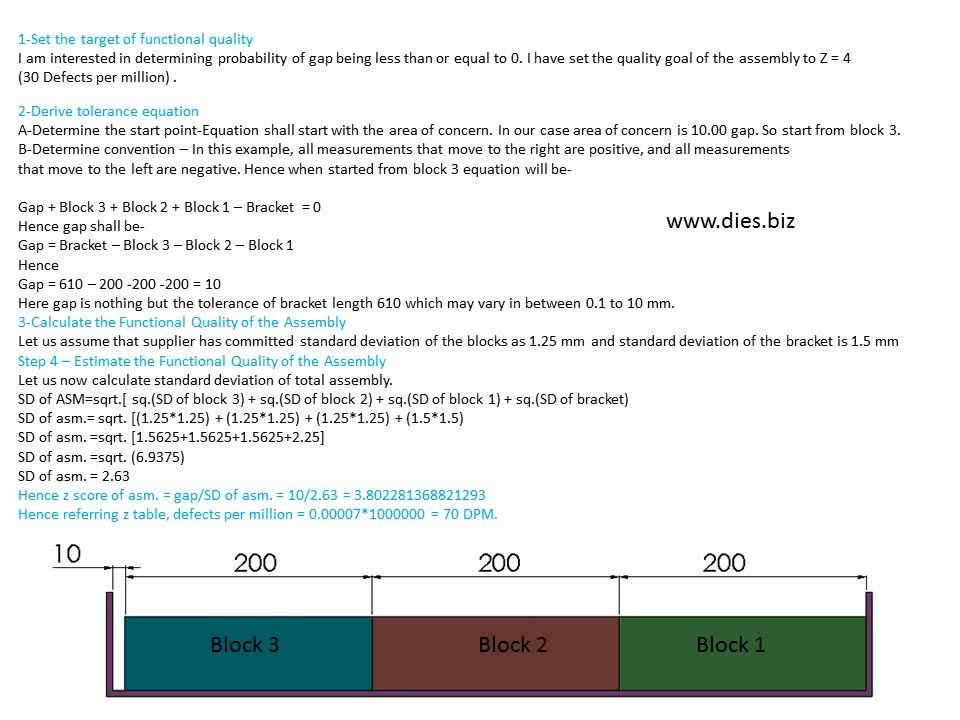 1-Set the target of functional quality
I am interested in determining probability of gap being less than or equal to 0. I have set the quality goal of the assembly to Z = 4
(30 Defects per million) .
2-Derive tolerance equation
A-Determine the start point-Equation shall start with the area of concern. In our case area of concern is 10.00 gap. So start from block 3.
B-Determine convention – In this example, all measurements that move to the right are positive, and all measurements
that move to the left are negative. Hence when started from block 3 equation will be-
Gap + Block 3 + Block 2 + Block 1 – Bracket = 0
Hence gap shall be-
www.dies.biz
Gap = Bracket – Block 3 – Block 2 – Block 1
Hence
Gap = 610 – 200 -200 -200 = 10
Here gap is nothing but the tolerance of bracket length 610 which may vary in between 0.1 to 10 mm.
3-Calculate the Functional Quality of the Assembly
Let us assume that supplier has committed standard deviation of the blocks as 1.25 mm and standard deviation of the bracket is 1.5 mm
Step 4 – Estimate the Functional Quality of the Assembly
Let us now calculate standard deviation of total assembly.
SD of ASM=sqrt.[ sq.(SD of block 3) + sq.(SD of block 2) + sq.(SD of block 1) + sq.(SD of bracket)
SD of asm.= sqrt. [(1.25*1.25) + (1.25*1.25) + (1.25*1.25) + (1.5*1.5)
SD of asm. =sqrt. [1.5625+1.5625+1.5625+2.25]
SD of asm. =sqrt. (6.9375)
SD of asm. = 2.63
Hence z score of asm. = gap/SD of asm. = 10/2.63 = 3.802281368821293
Hence referring z table, defects per million = 0.00007*1000000 = 70 DPM.
10 200 200 200
Block 3 Block 2 Block 1